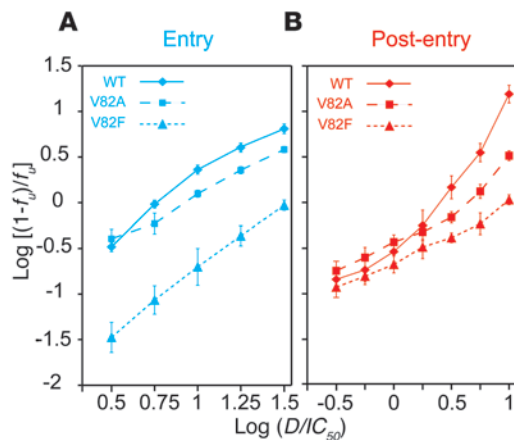 A Entry B Post-entry
WT WT
V82A V82A
V82F V82F
Log [(1-fᵤ)/fᵤ]
1.5
1
0.5
0
-0.5
-1
-1.5
-2
0.5 0.75 1 1.25 1.5 -0.5 0 0.5 1
Log (D/IC₅₀)